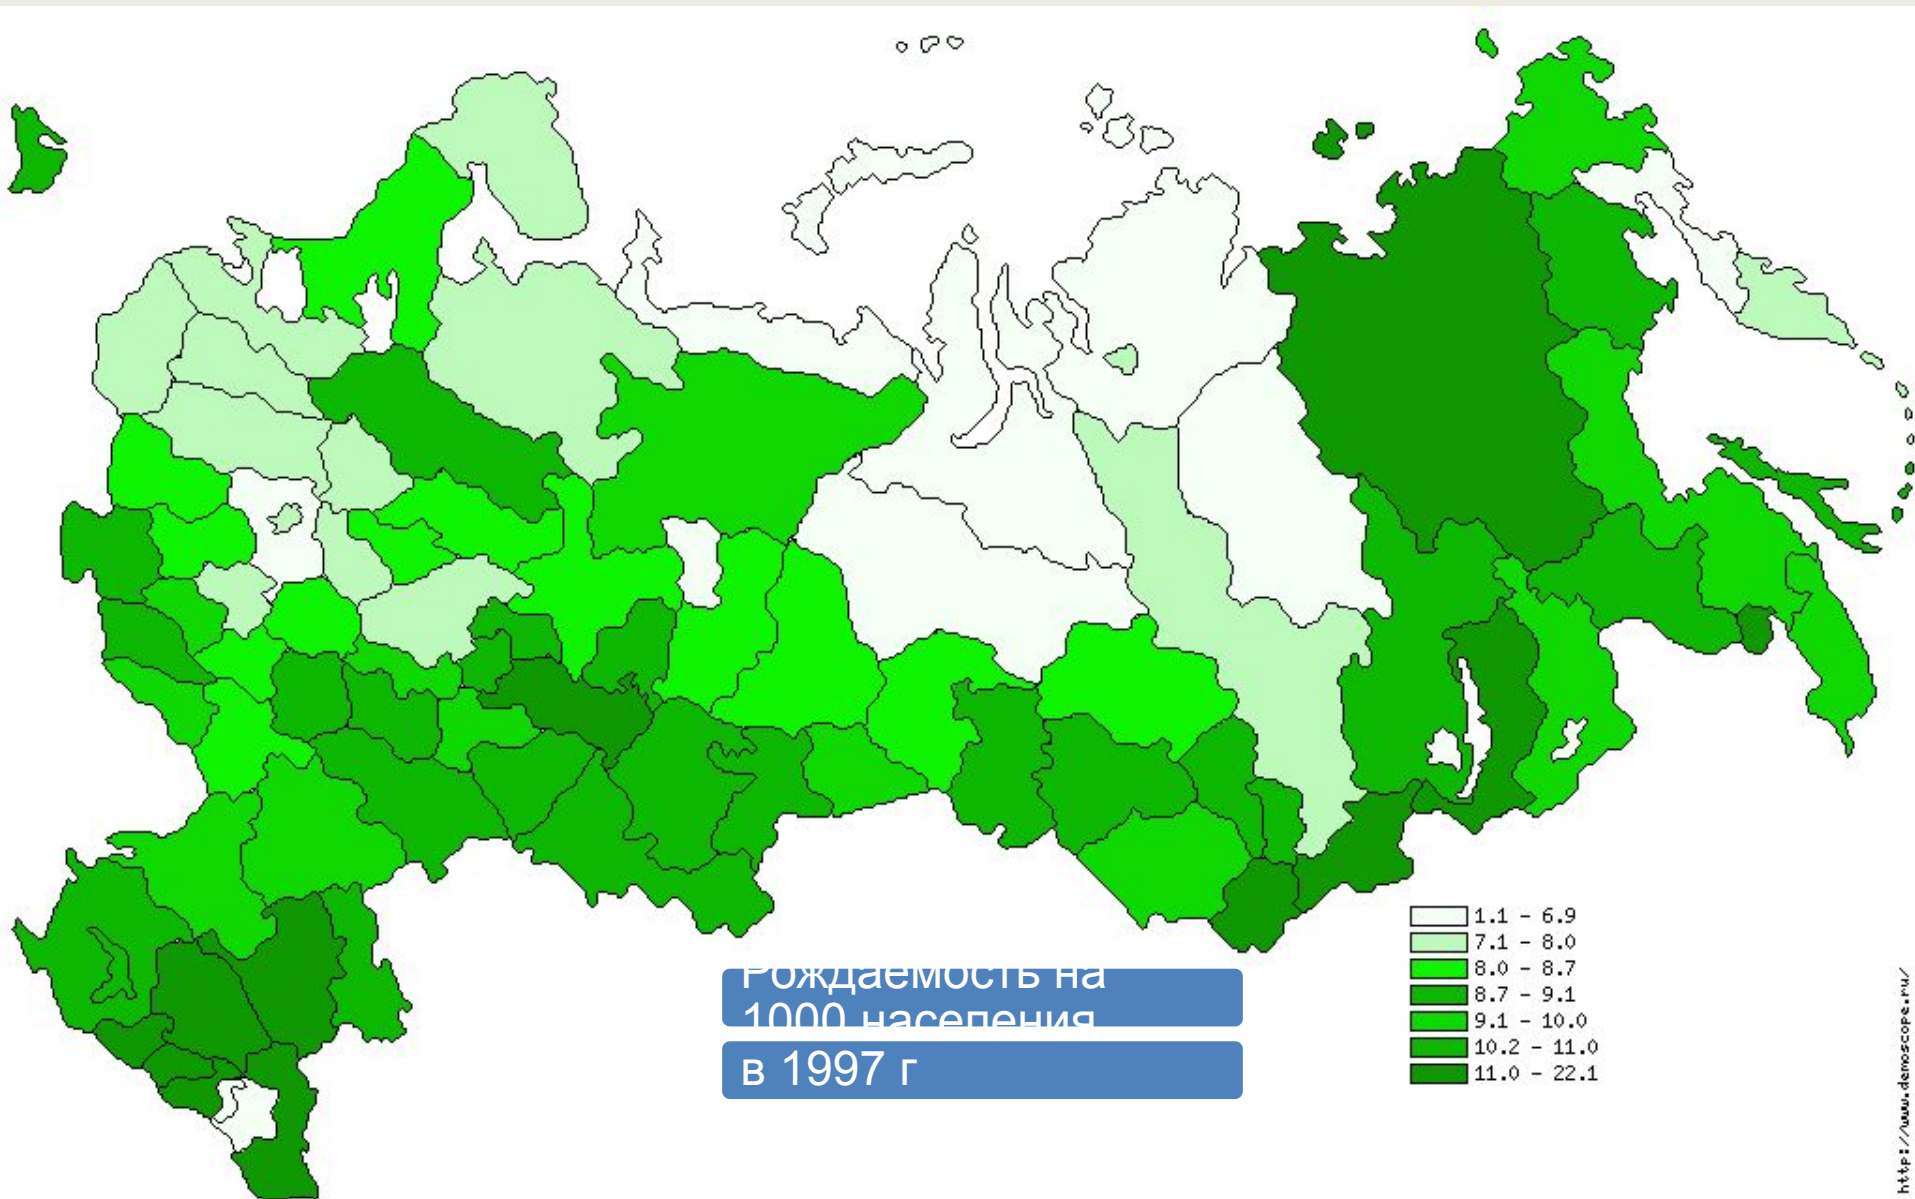 Рождаемость на
1000 населения
в 1997 г
1.1 - 6.9
7.1 - 8.0
8.0 - 8.7
8.7 - 9.1
9.1 - 10.0
10.2 - 11.0
11.0 - 22.1
http://www.demoscope.ru/